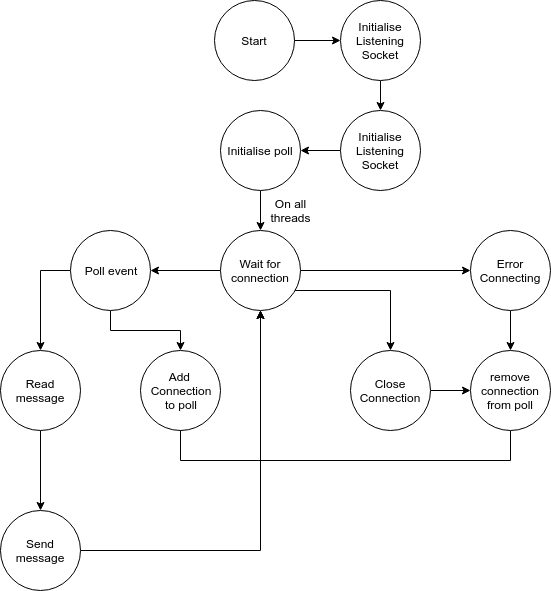 Start
Initialise
Listening
Socket
Initialise poll
Initialise
Listening
Socket
On all
threads
Poll event
Wait for
connection
Error
Connecting
Read
message
Add
Connection
to poll
Close
Connection
remove
connection
from poll
Send
message